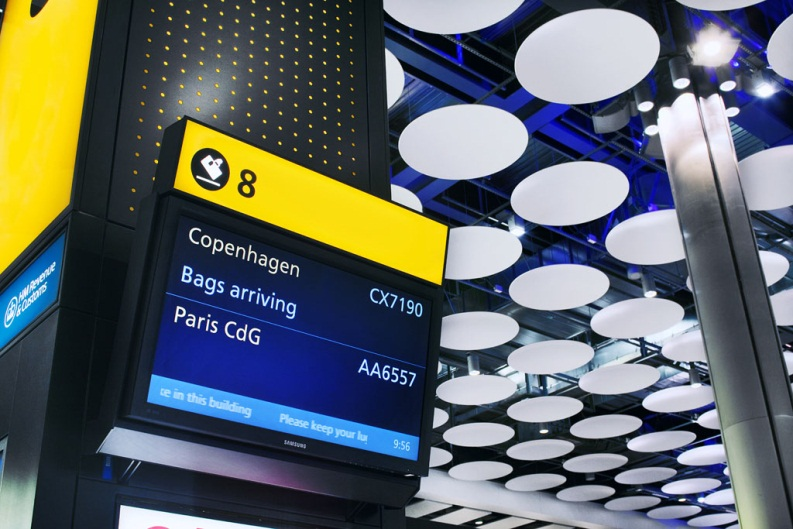 8
Copenhagen
CX7190
Bags arriving
Paris CdG
AA6557
in this building Please keep your
9:56
SAMSUNG
HM Revenue
& Customs